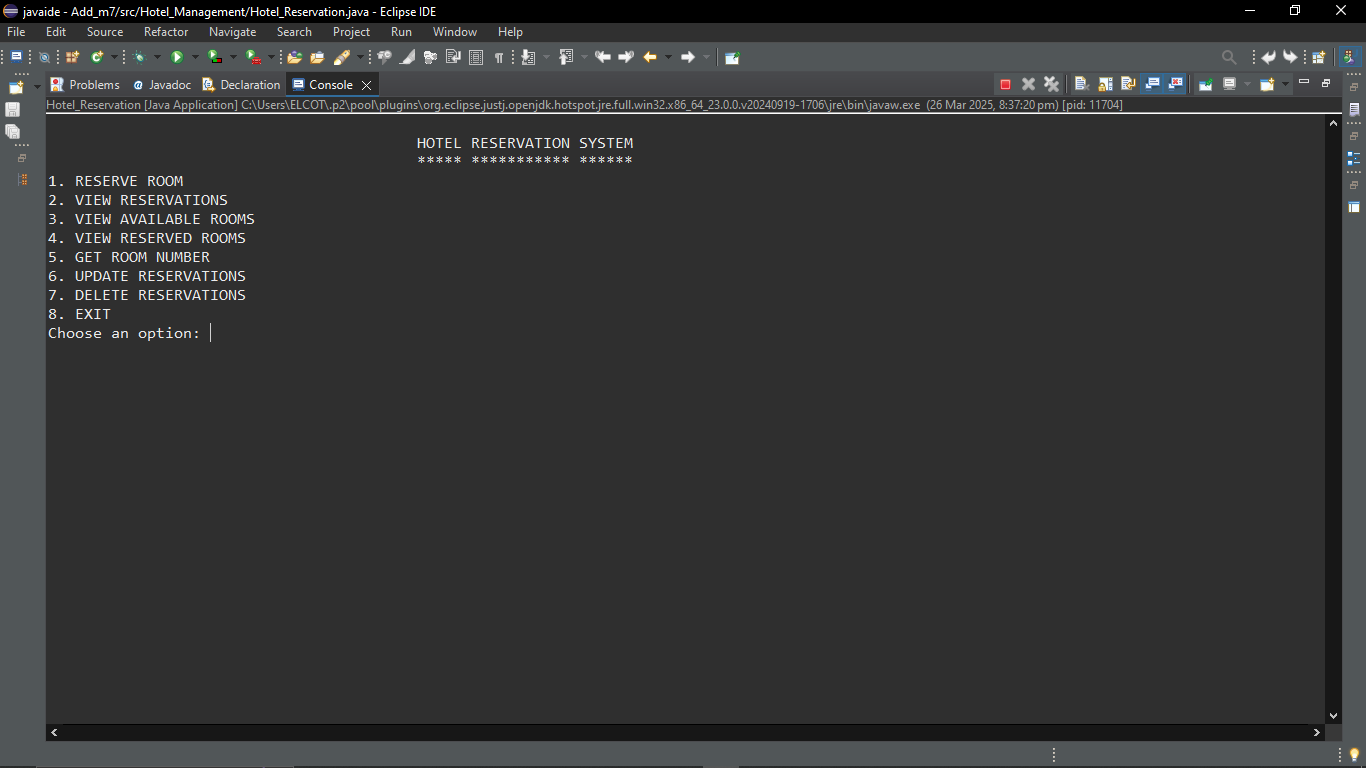 javaide - Add_m7/src/Hotel_Management/Hotel_Reservation.java - Eclipse IDE
File Edit Source Refactor Navigate Search Project Run Window Help
Problems @ Javadoc Declaration Console
Hotel_Reservation [Java Application] C:\Users\ELCOT\.p2\pool\plugins\org.eclipse.justj.openjdk.hotspot.jre.full.win32.x86_64_23.0.0.v20240919-1706\jre\bin\javaw.exe (26 Mar 2025, 8:37:20 pm) [pid: 11704]
HOTEL RESERVATION SYSTEM
***** *********** ******
1. RESERVE ROOM
2. VIEW RESERVATIONS
3. VIEW AVAILABLE ROOMS
4. VIEW RESERVED ROOMS
5. GET ROOM NUMBER
6. UPDATE RESERVATIONS
7. DELETE RESERVATIONS
8. EXIT
Choose an option: